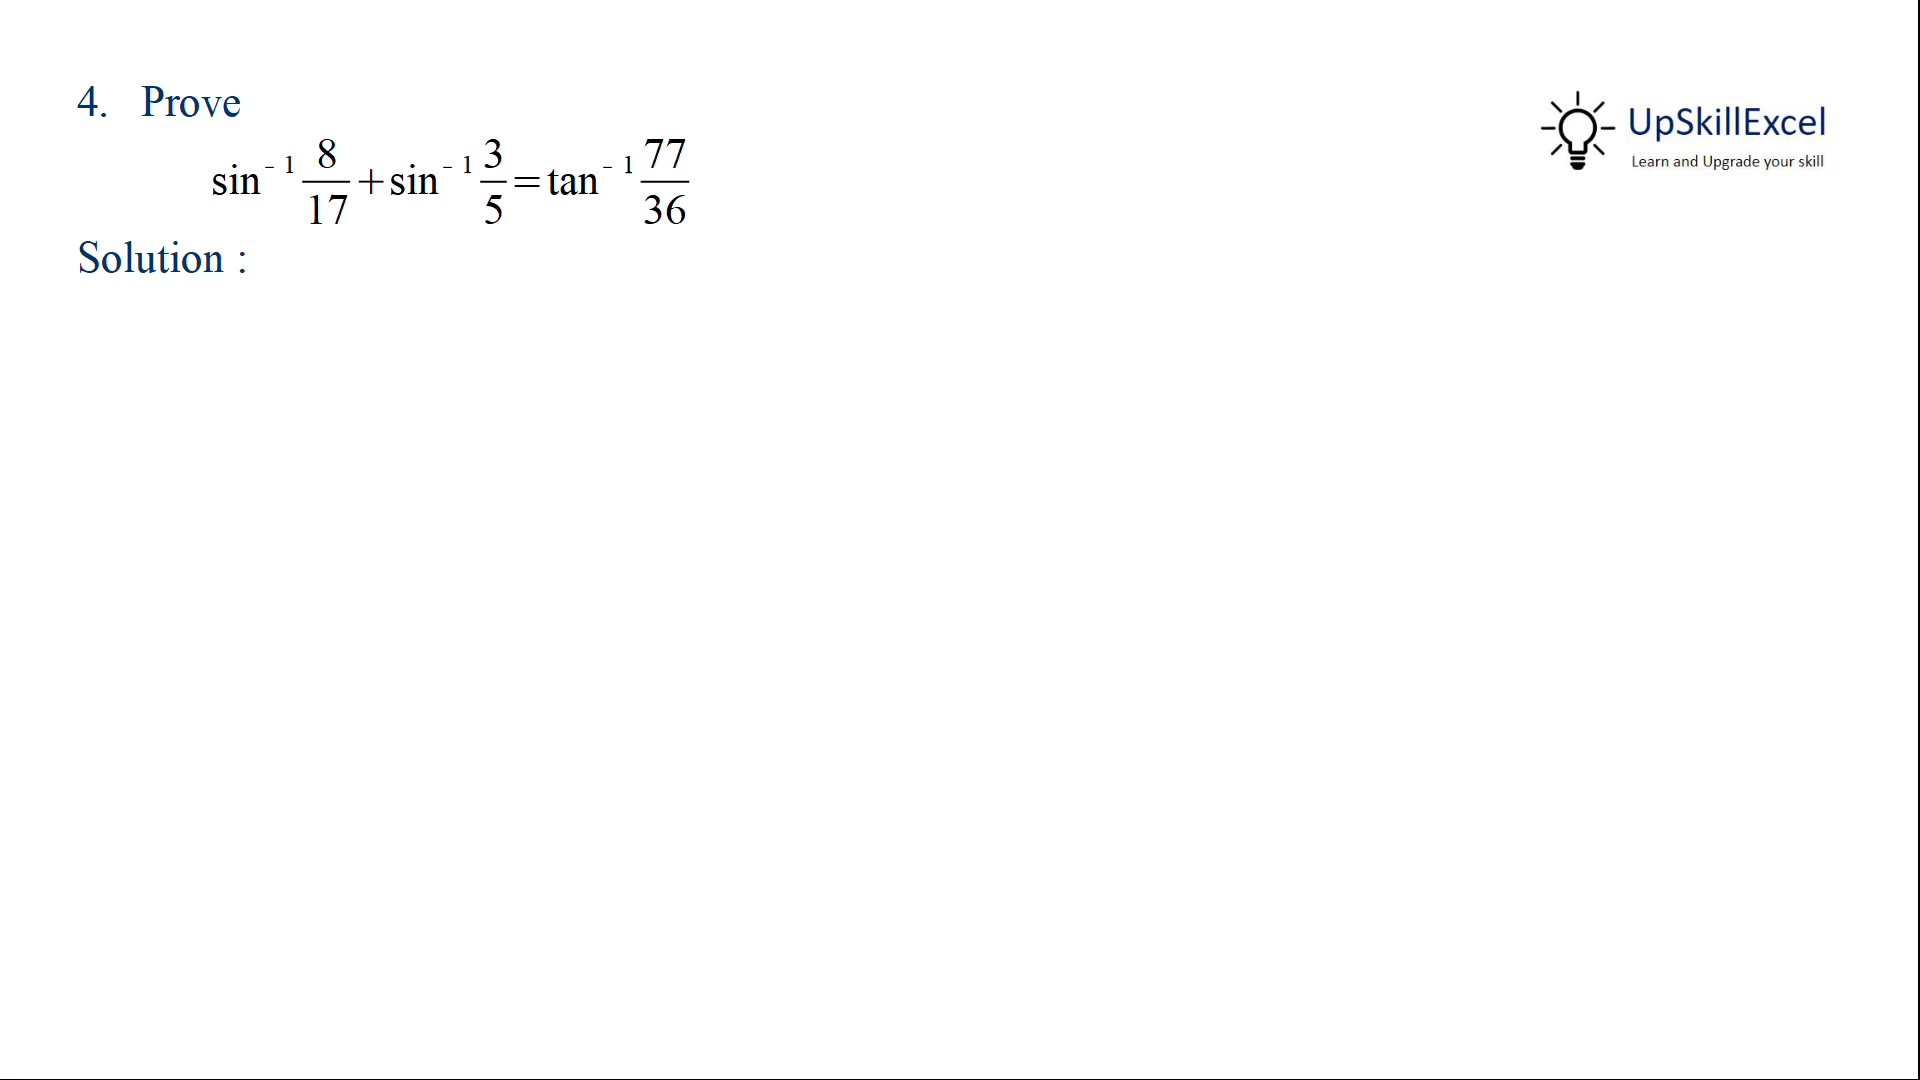 4. Prove
sin⁻¹ 8/17 + sin⁻¹ 3/5 = tan⁻¹ 77/36
Solution :
UpSkillExcel
Learn and Upgrade your skill